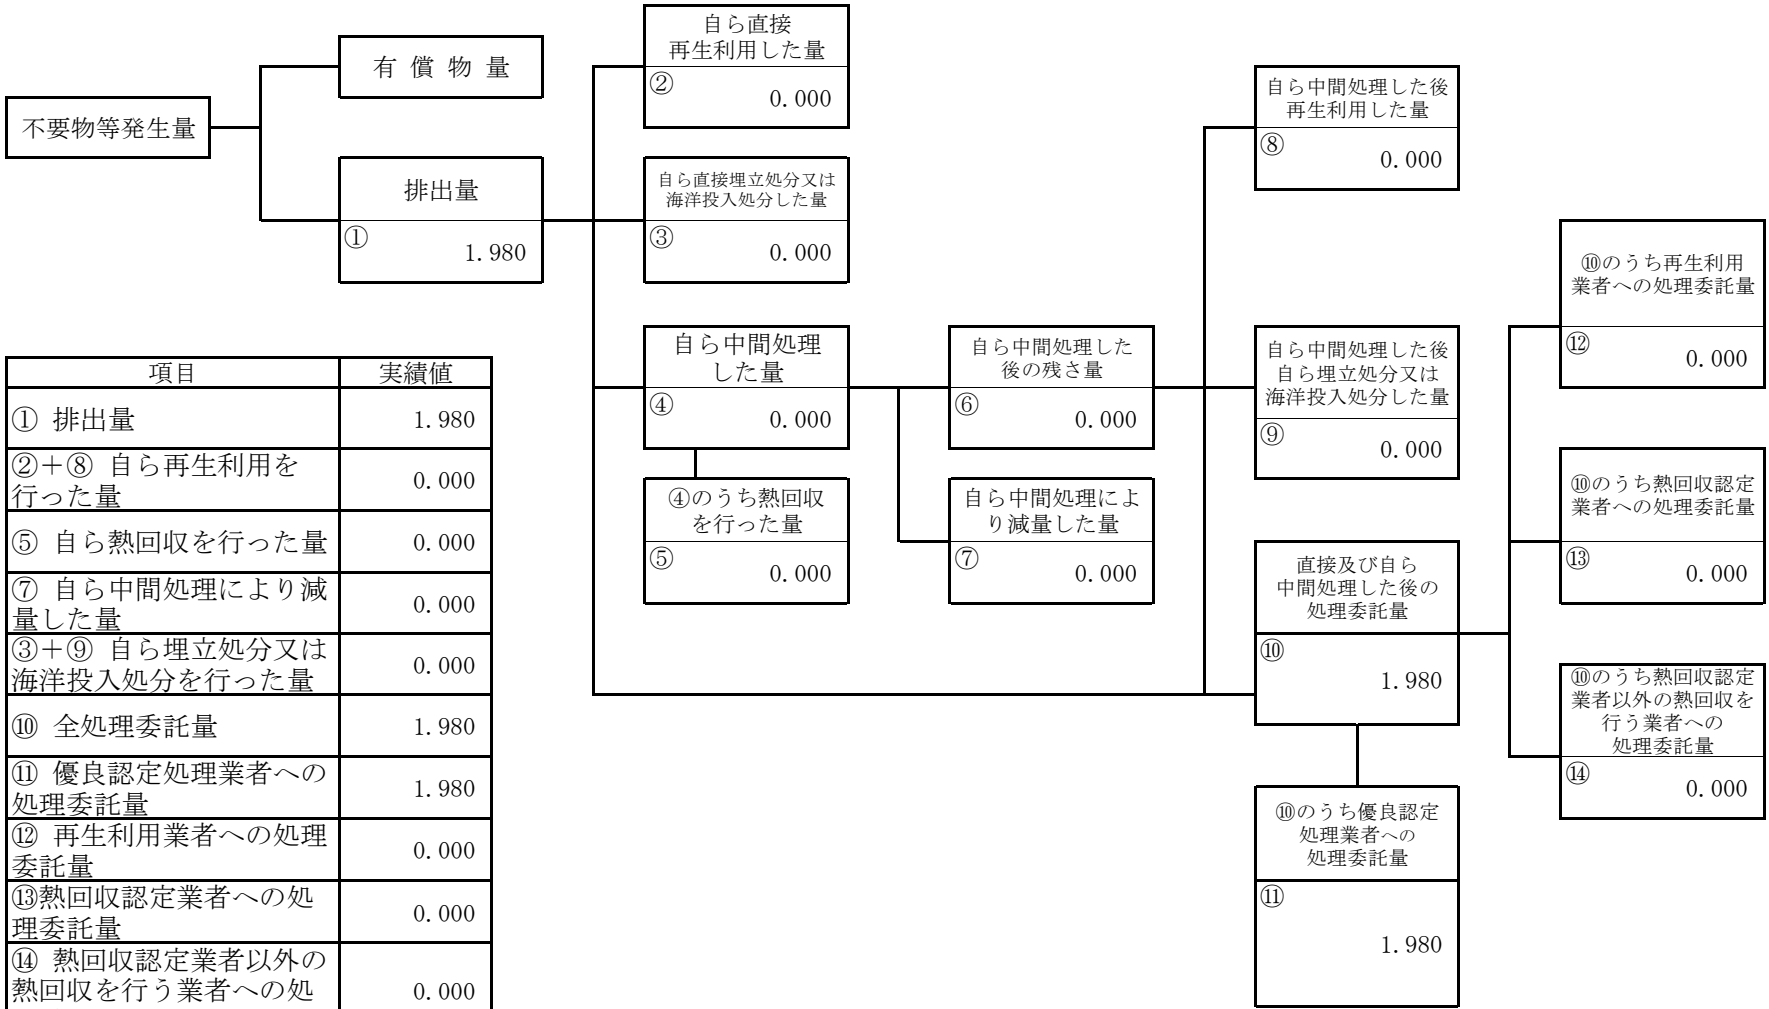 不要物等発生量
有 償 物 量
排出量
①
1.980
自ら直接
再生利用した量
②
0.000
自ら直接埋立処分又は
海洋投入処分した量
③
0.000
自ら中間処理
した量
④
0.000
④のうち熱回収
を行った量
⑤
0.000
自ら中間処理した
後の残さ量
⑥
0.000
自ら中間処理によ
り減量した量
⑦
0.000
自ら中間処理した後
再生利用した量
⑧
0.000
自ら中間処理した後
自ら埋立処分又は
海洋投入処分した量
⑨
0.000
直接及び自ら
中間処理した後の
処理委託量
⑩
1.980
⑩のうち優良認定
処理業者への
処理委託量
⑪
1.980
⑩のうち再生利用
業者への処理委託量
⑫
0.000
⑩のうち熱回収認定
業者への処理委託量
⑬
0.000
⑩のうち熱回収認定
業者以外の熱回収を
行う業者への
処理委託量
⑭
0.000
項目 実績値
① 排出量 1.980
②＋⑧ 自ら再生利用を
行った量 0.000
⑤ 自ら熱回収を行った量 0.000
⑦ 自ら中間処理により減
量した量 0.000
③＋⑨ 自ら埋立処分又は
海洋投入処分を行った量 0.000
⑩ 全処理委託量 1.980
⑪ 優良認定処理業者への
処理委託量 1.980
⑫ 再生利用業者への処理
委託量 0.000
⑬熱回収認定業者への処
理委託量 0.000
⑭ 熱回収認定業者以外の
熱回収を行う業者への処 0.000